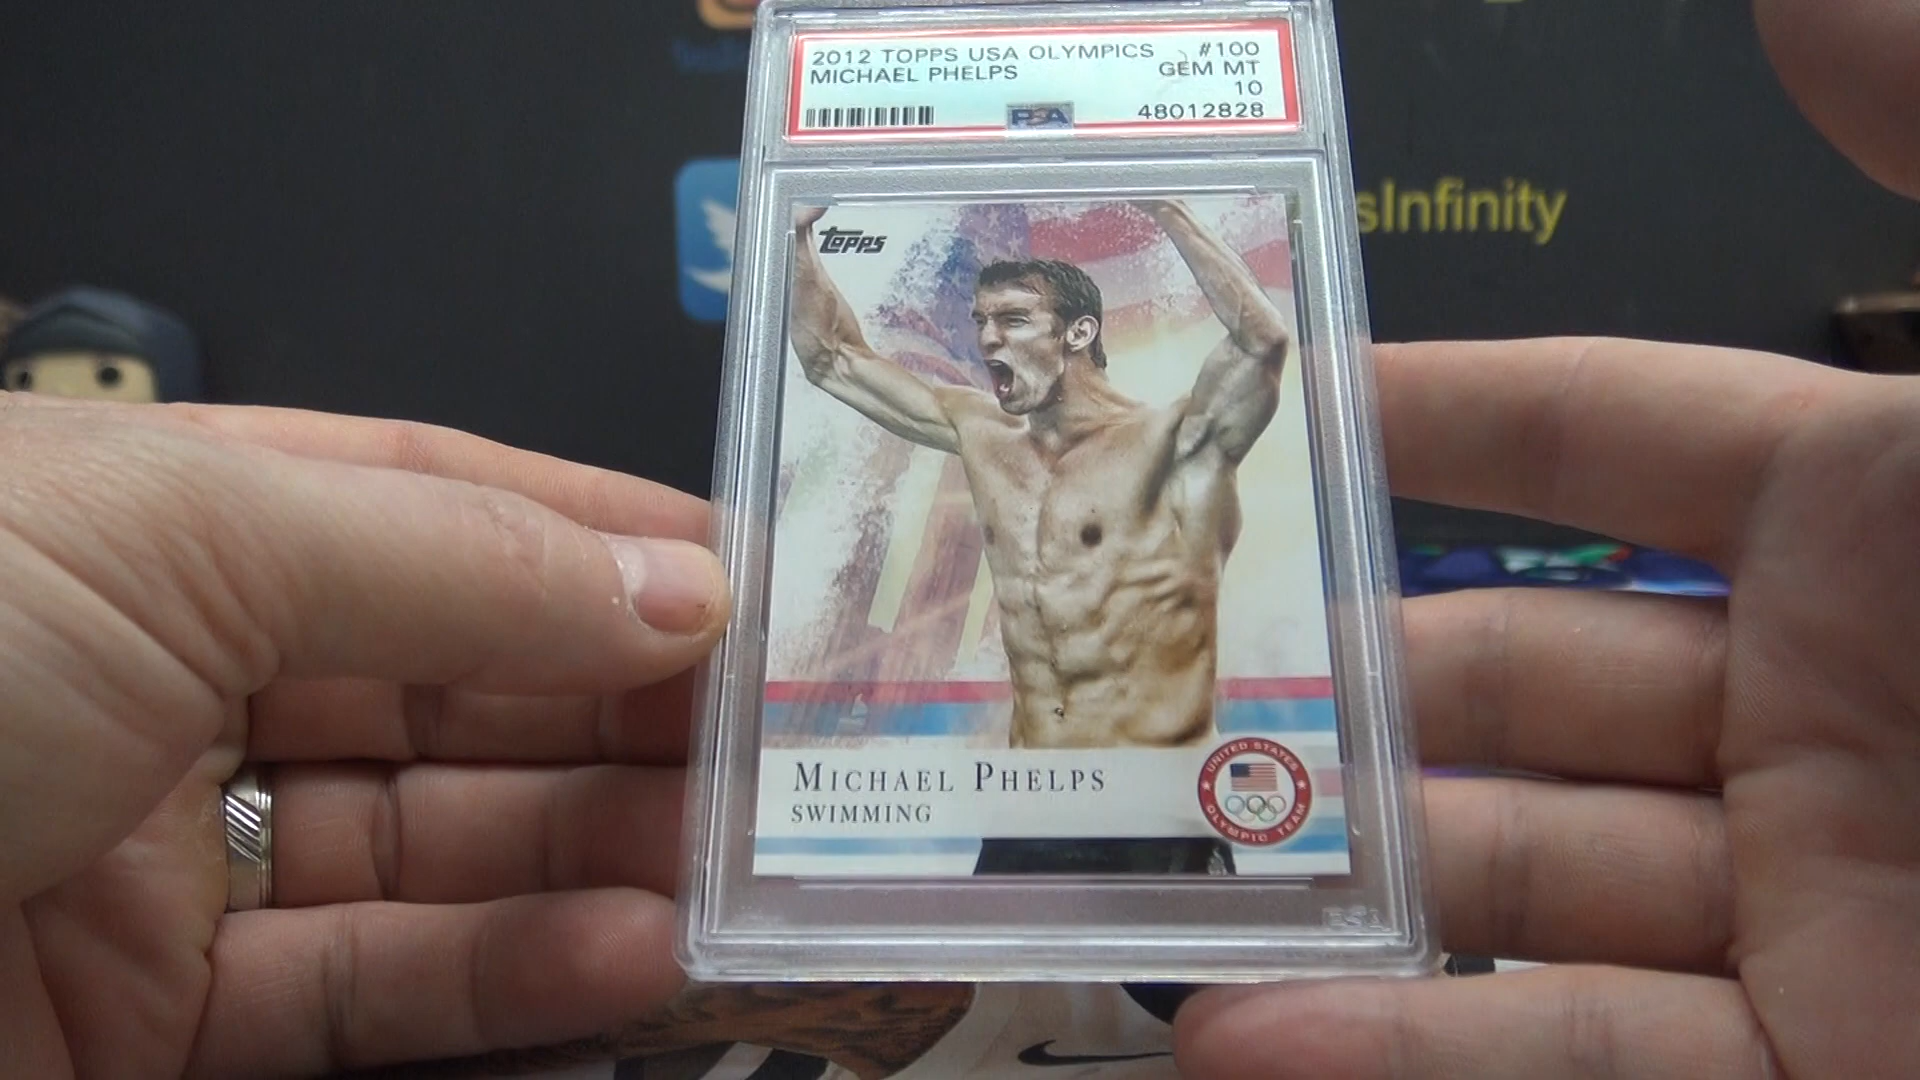 2012 TOPPS USA OLYMPICS #100
MICHAEL PHELPS GEM MT
10
PSA 48012828
sInfinity
Topps
MICHAEL PHELPS
SWIMMING
UNITED STATES
OLYMPIC TEAM
PSA